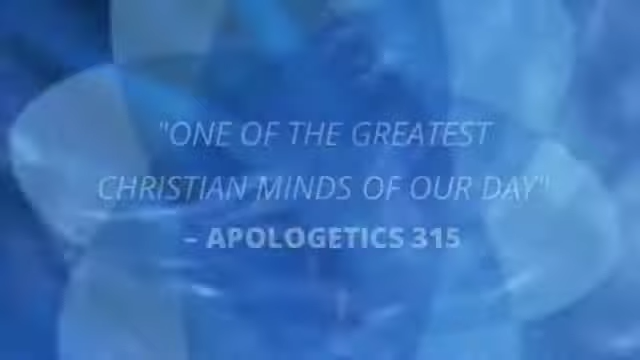 "ONE OF THE GREATEST
CHRISTIAN MINDS OF OUR DAY"
– APOLOGETICS 315